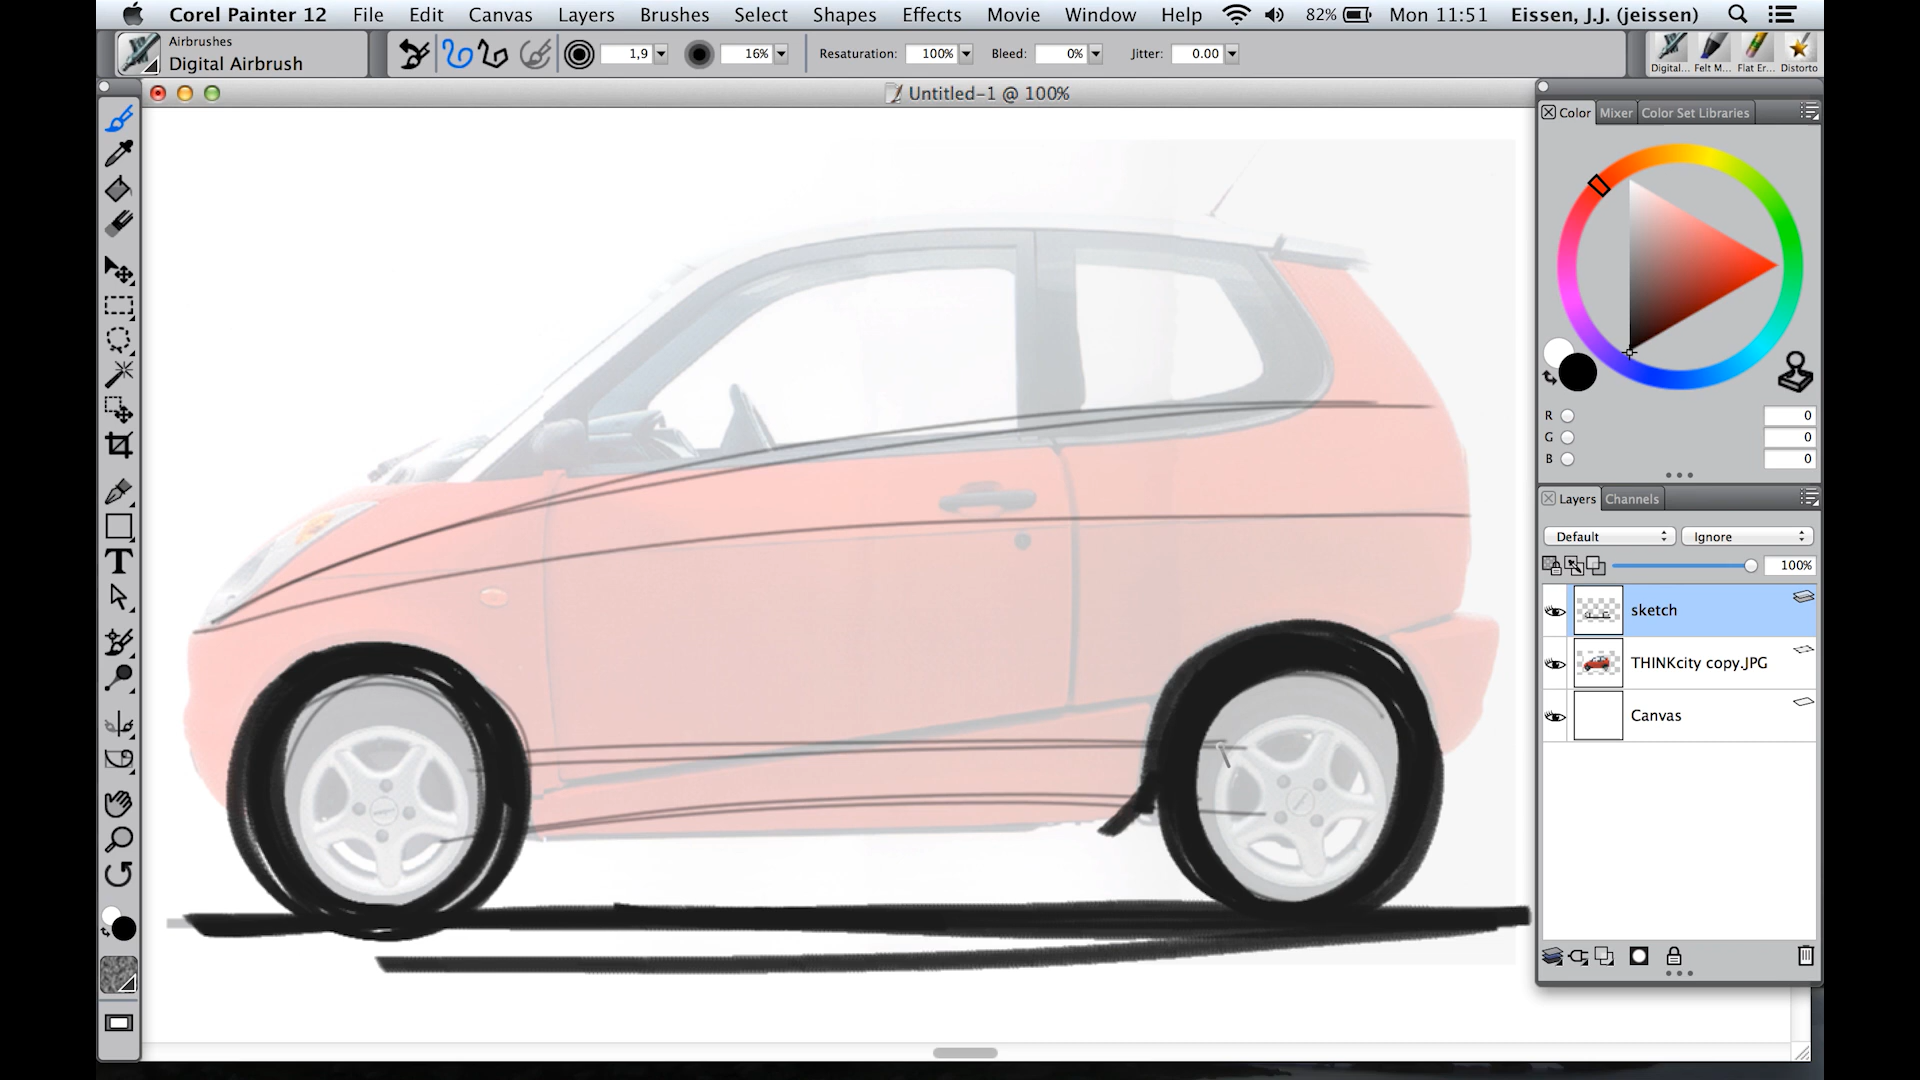 Corel Painter 12 File Edit Canvas Layers Brushes Select Shapes Effects Movie Window Help 82% Mon 11:51 Eissen, J.J. (jeissen)
Airbrushes
Digital Airbrush
1,9 16% Resaturation: 100% Bleed: 0% Jitter: 0.00
Digital... Felt M... Flat Er... Distorto
Untitled-1 @ 100%
Color Mixer Color Set Libraries
R 0
G 0
B 0
Layers Channels
Default Ignore
100%
sketch
THINKcity copy.JPG
Canvas
T